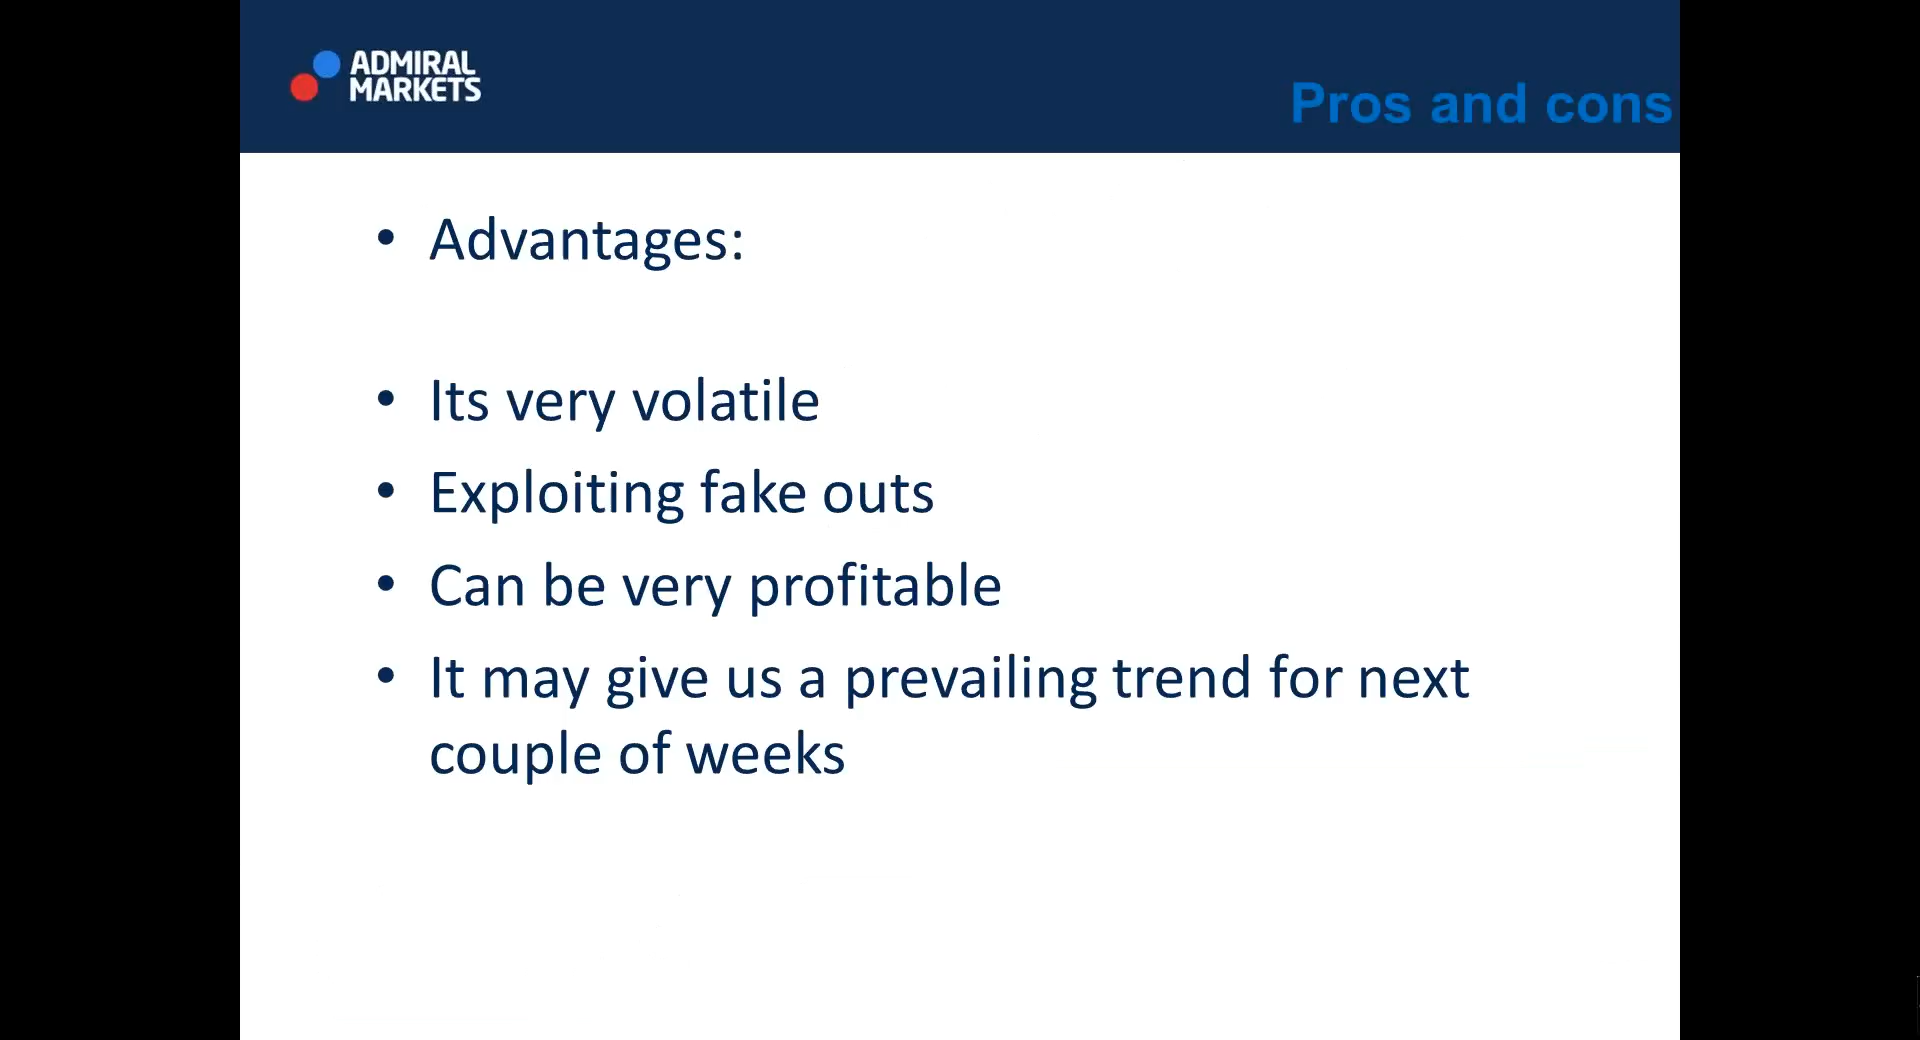 ADMIRAL
MARKETS
Pros and cons
• Advantages:
• Its very volatile
• Exploiting fake outs
• Can be very profitable
• It may give us a prevailing trend for next
couple of weeks